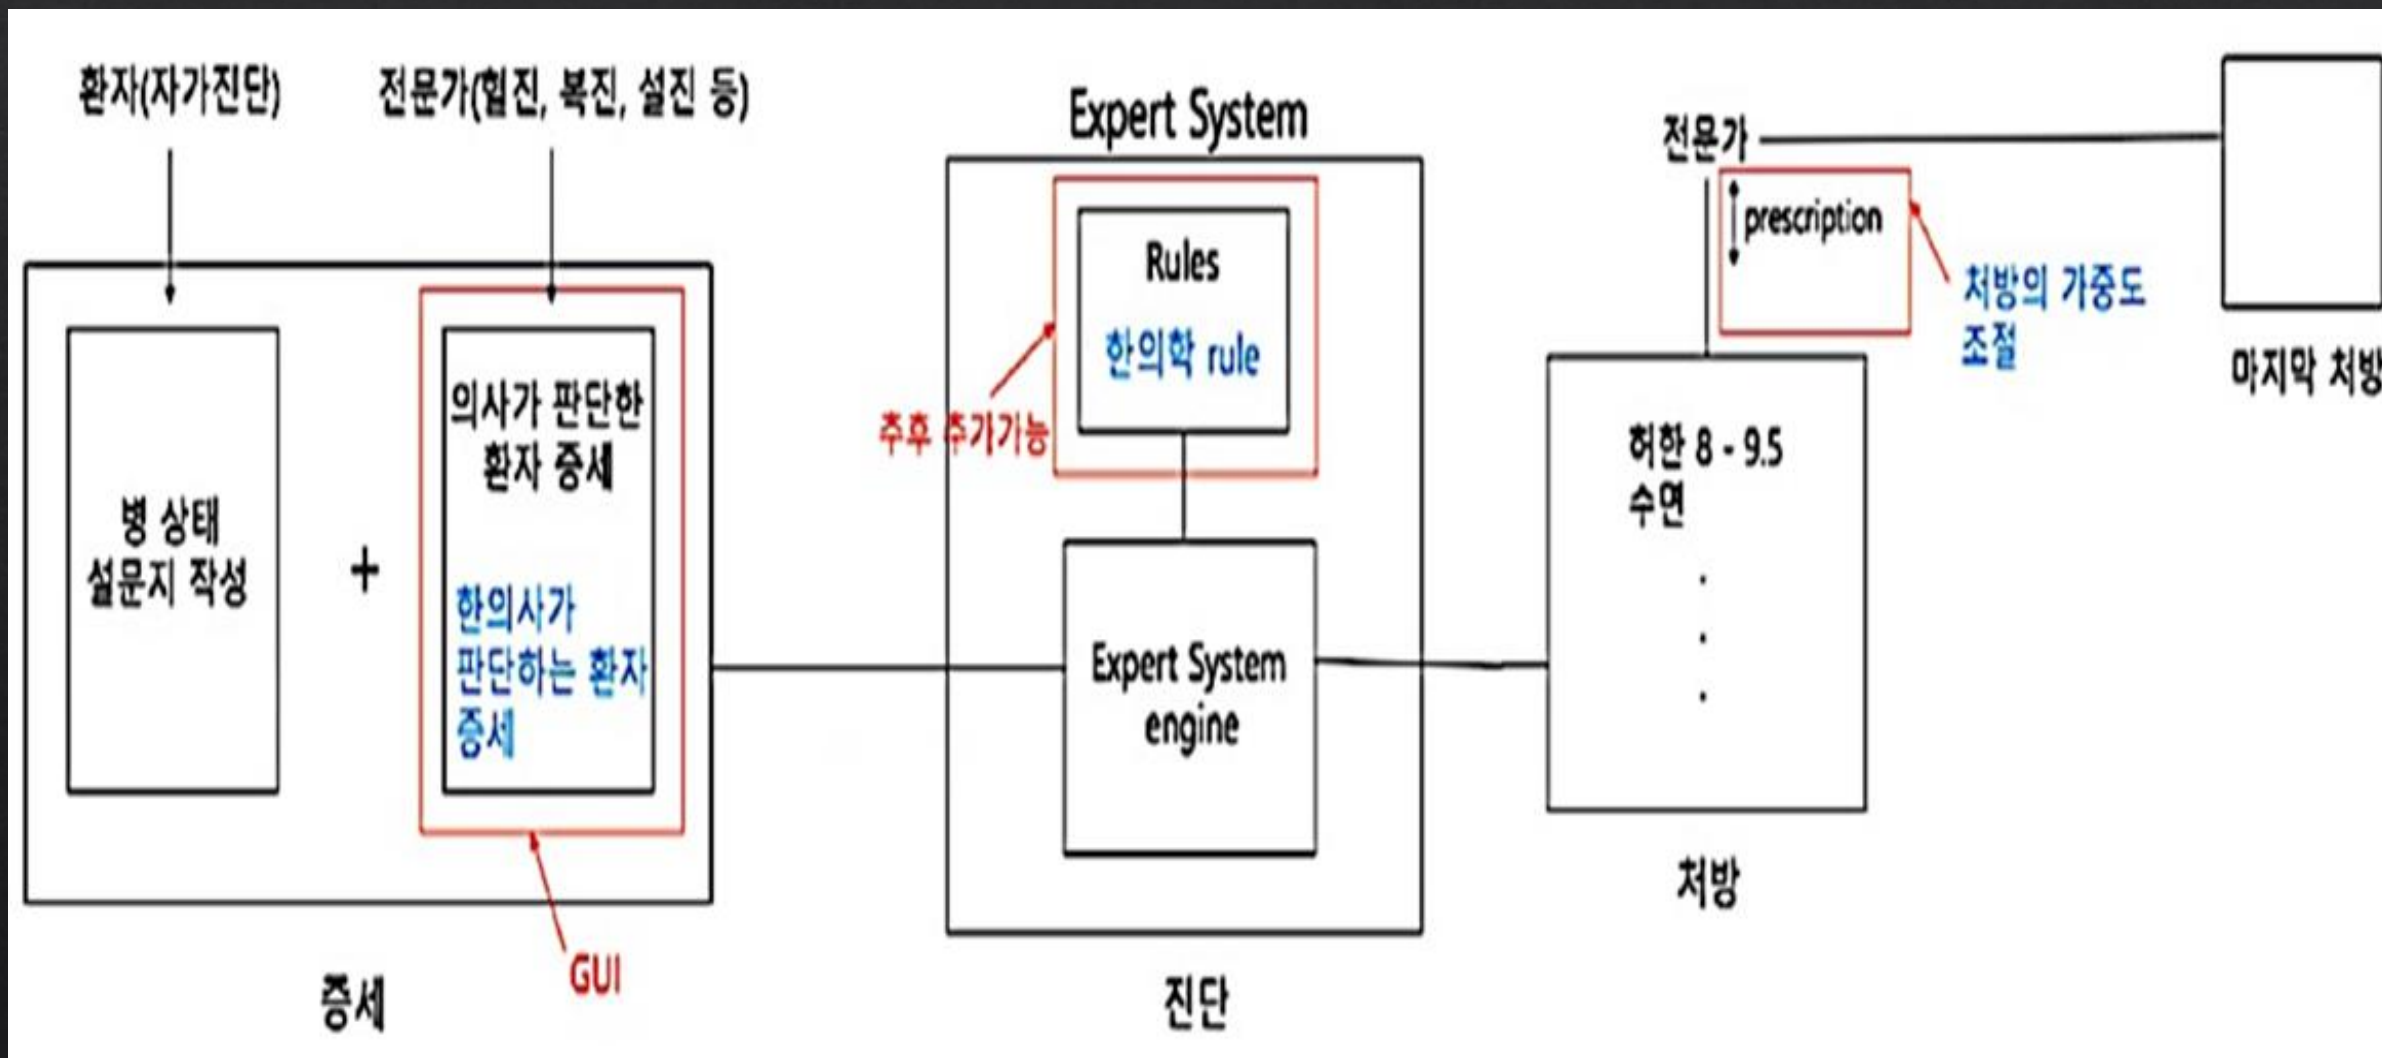 환자(자가진단)
전문가(혈진, 복진, 설진 등)
병 상태
설문지 작성
+
의사가 판단한
환자 증세
한의사가
판단하는 환자
증세
GUI
증세
Expert System
Rules
한의학 rule
추후 추가가능
Expert System
engine
진단
전문가
prescription
처방의 가중도
조절
허한 8 - 9.5
수면
.
.
.
처방
마지막 처방